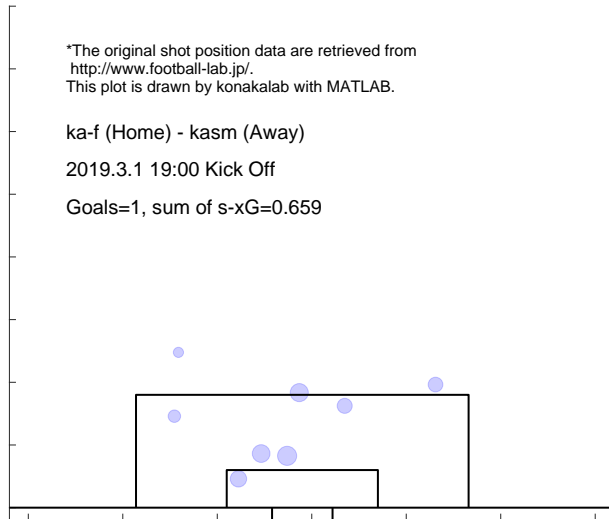 *The original shot position data are retrieved from
http://www.football-lab.jp/.
This plot is drawn by konakalab with MATLAB.
ka-f (Home) - kasm (Away)
2019.3.1 19:00 Kick Off
Goals=1, sum of s-xG=0.659